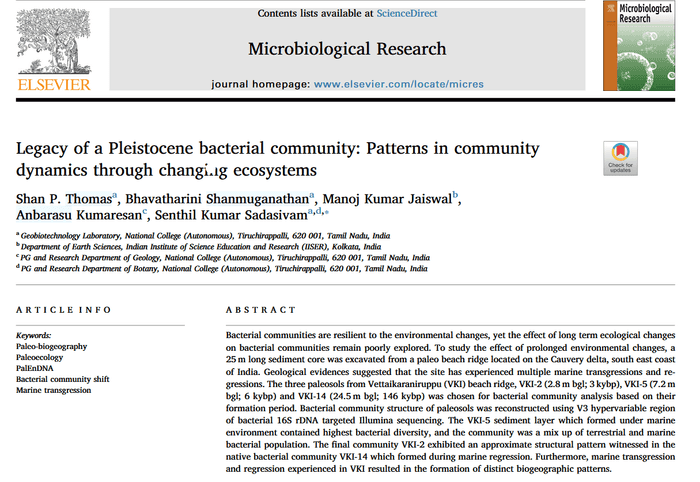 Contents lists available at ScienceDirect
Microbiological Research
journal homepage: www.elsevier.com/locate/micres
ELSEVIER
Microbiological
Research
Check for
updates
Legacy of a Pleistocene bacterial community: Patterns in community
dynamics through changing ecosystems
Shan P. Thomasa, Bhavatharini Shanmuganathana, Manoj Kumar Jaiswalb,
Anbarasu Kumaresanc, Senthil Kumar Sadasivama,d,*
a Geobiotechnology Laboratory, National College (Autonomous), Tiruchirappalli, 620 001, Tamil Nadu, India
b Department of Earth Sciences, Indian Institute of Science Education and Research (IISER), Kolkata, India
c PG and Research Department of Geology, National College (Autonomous), Tiruchirappalli, 620 001, Tamil Nadu, India
d PG and Research Department of Botany, National College (Autonomous), Tiruchirappalli, 620 001, Tamil Nadu, India
ARTICLE INFO
Keywords:
Paleo-biogeography
Paleoecology
PalEnDNA
Bacterial community shift
Marine transgression
ABSTRACT
Bacterial communities are resilient to the environmental changes, yet the effect of long term ecological changes
on bacterial communities remain poorly explored. To study the effect of prolonged environmental changes, a
25 m long sediment core was excavated from a paleo beach ridge located on the Cauvery delta, south east coast
of India. Geological evidences suggested that the site has experienced multiple marine transgressions and re-
gressions. The three paleosols from Vettaikaraniruppu (VKI) beach ridge, VKI-2 (2.8 m bgl; 3 kybp), VKI-5 (7.2 m
bgl; 6 kybp) and VKI-14 (24.5 m bgl; 146 kybp) was chosen for bacterial community analysis based on their
formation period. Bacterial community structure of paleosols was reconstructed using V3 hypervariable region
of bacterial 16S rDNA targeted Illumina sequencing. The VKI-5 sediment layer which formed under marine
environment contained highest bacterial diversity, and the community was a mix up of terrestrial and marine
bacterial population. The final community VKI-2 exhibited an approximate structural pattern witnessed in the
native bacterial community VKI-14 which formed during marine regression. Furthermore, marine transgression
and regression experienced in VKI resulted in the formation of distinct biogeographic patterns.